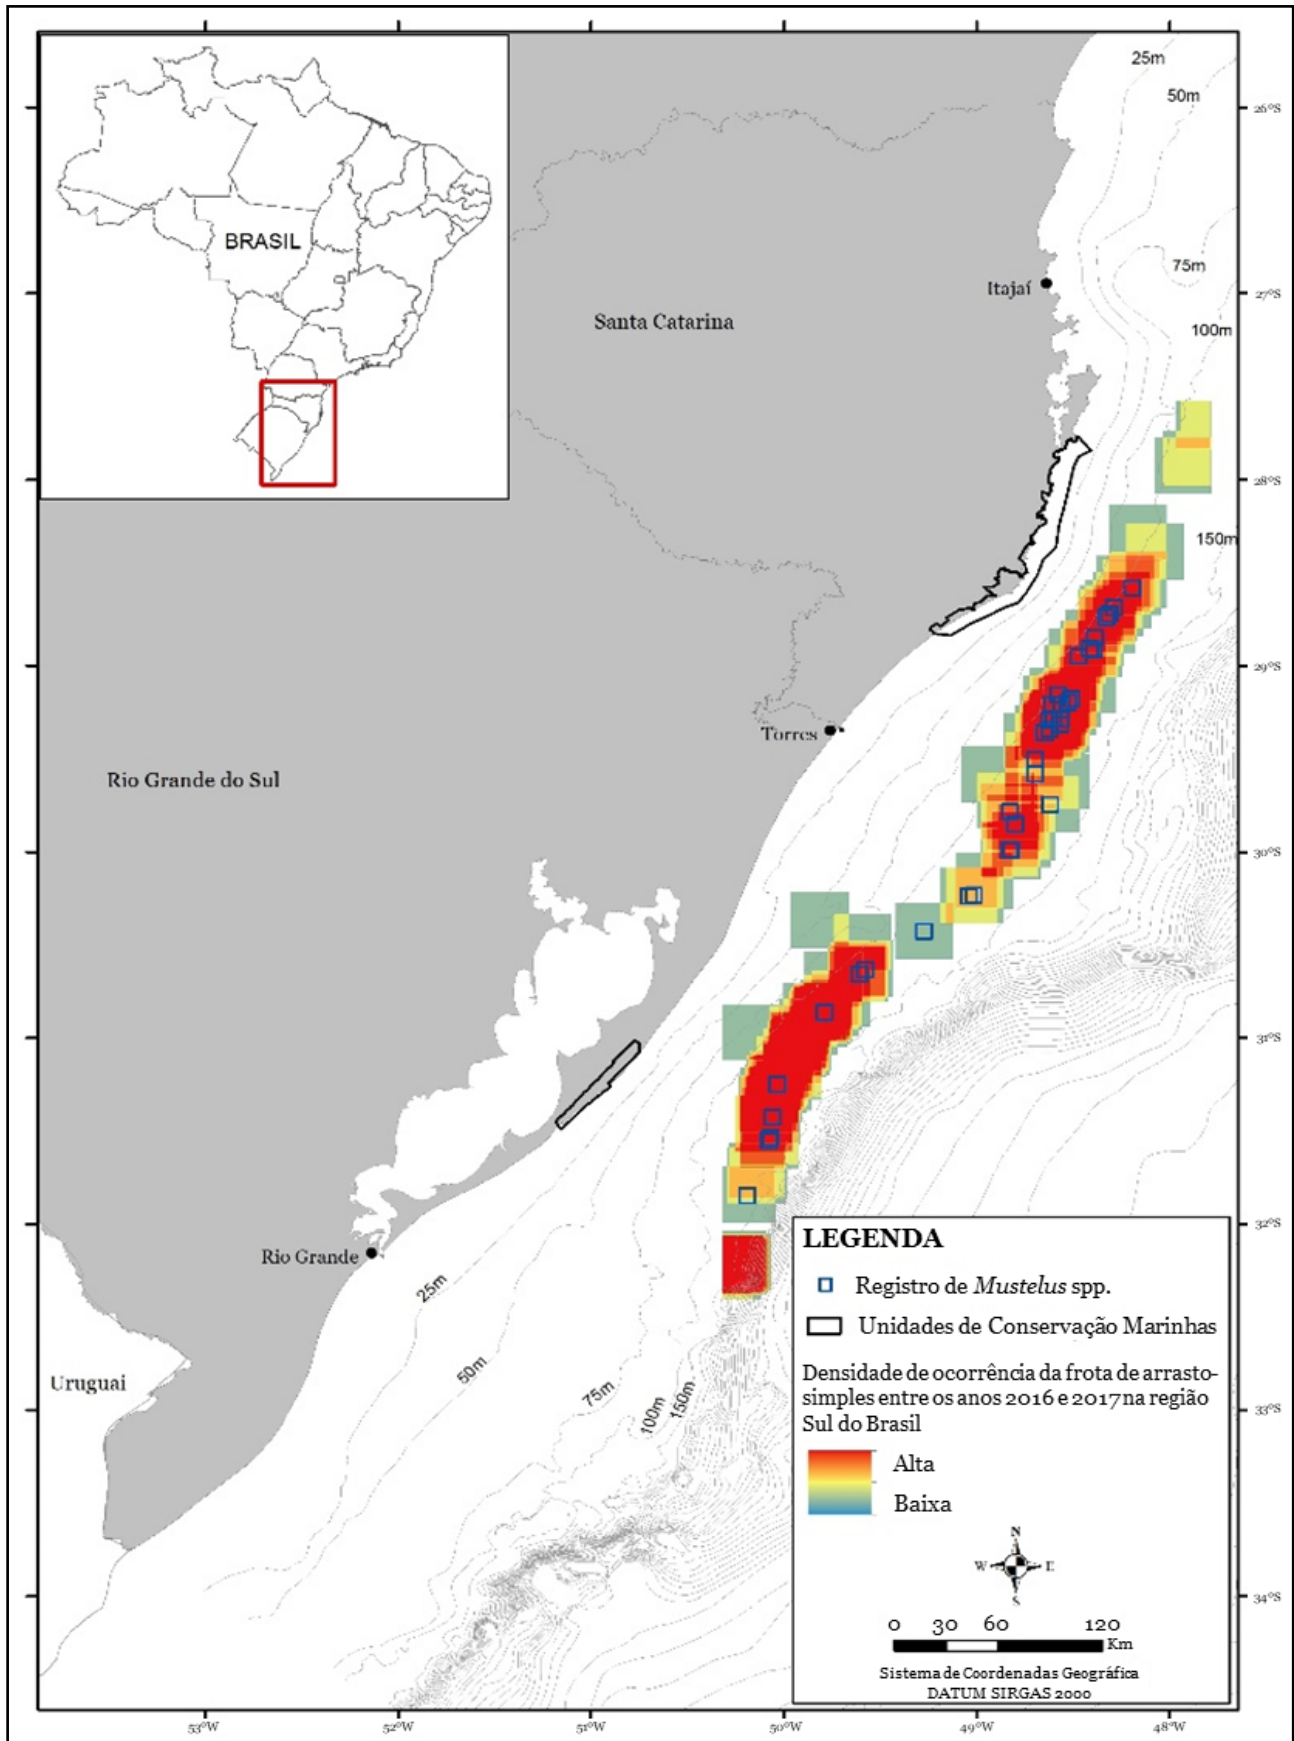 BRASIL
25m
50m
26°S
75m
Itajaí
27°S
Santa Catarina
100m
28°S
150m
29°S
Torres
Rio Grande do Sul
30°S
31°S
32°S
Rio Grande
25m
50m
75m
100m
150m
Uruguai
33°S
34°S
LEGENDA
Registro de Mustelus spp.
Unidades de Conservação Marinhas
Densidade de ocorrência da frota de arrasto-
simples entre os anos 2016 e 2017 na região
Sul do Brasil
Alta
Baixa
N
W E
S
0 30 60 120
Km
Sistema de Coordenadas Geográfica
DATUM SIRGAS 2000
53°W 52°W 51°W 50°W 49°W 48°W